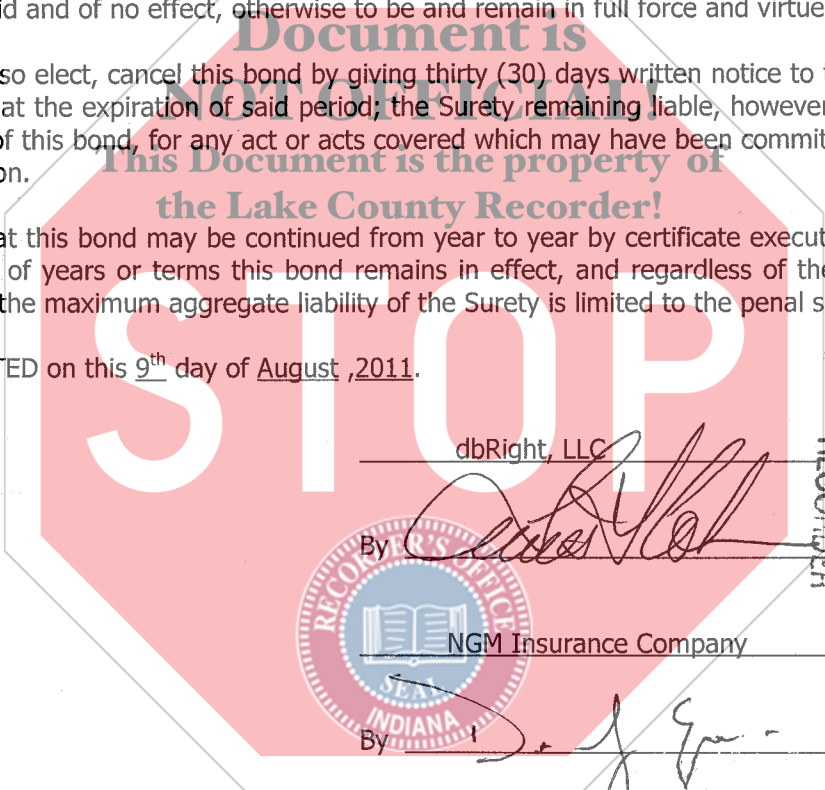 id and of no effect, otherwise to be and remain in full force and virtue
Document is
so elect, cancel this bond by giving thirty (30) days written notice to
NOT OFFICIAL!
at the expiration of said period; the Surety remaining liable, however
of this bond, for any act or acts covered which may have been commit
This Document is the property of
on.
the Lake County Recorder!
at this bond may be continued from year to year by certificate execut
of years or terms this bond remains in effect, and regardless of the
the maximum aggregate liability of the Surety is limited to the penal s
STOP
TED on this 9th day of August ,2011.
dbRight, LLC
RECORDER
By
RECORDER'S OFFICE
NGM Insurance Company
SEAL
INDIANA
By